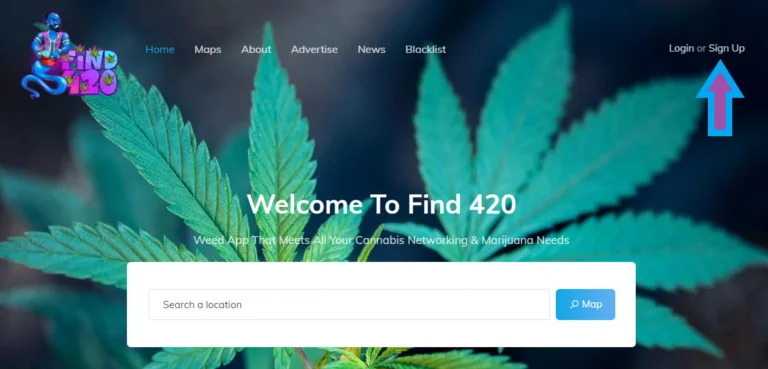 FIND
420
Home Maps About Advertise News Blacklist
Login or Sign Up
Welcome To Find 420
Weed App That Meets All Your Cannabis Networking & Marijuana Needs
Search a location
Map